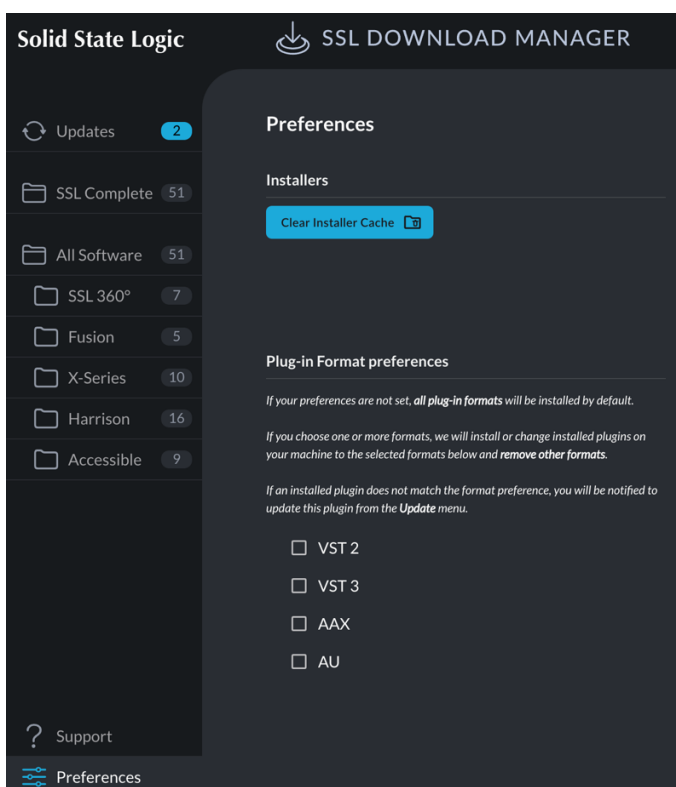 Solid State Logic
SSL DOWNLOAD MANAGER
Updates 2
SSL Complete 51
All Software 51
SSL 360° 7
Fusion 5
X-Series 10
Harrison 16
Accessible 9
Support
Preferences
Preferences
Installers
Clear Installer Cache
Plug-in Format preferences
If your preferences are not set, all plug-in formats will be installed by default.
If you choose one or more formats, we will install or change installed plugins on
your machine to the selected formats below and remove other formats.
If an installed plugin does not match the format preference, you will be notified to
update this plugin from the Update menu.
VST 2
VST 3
AAX
AU